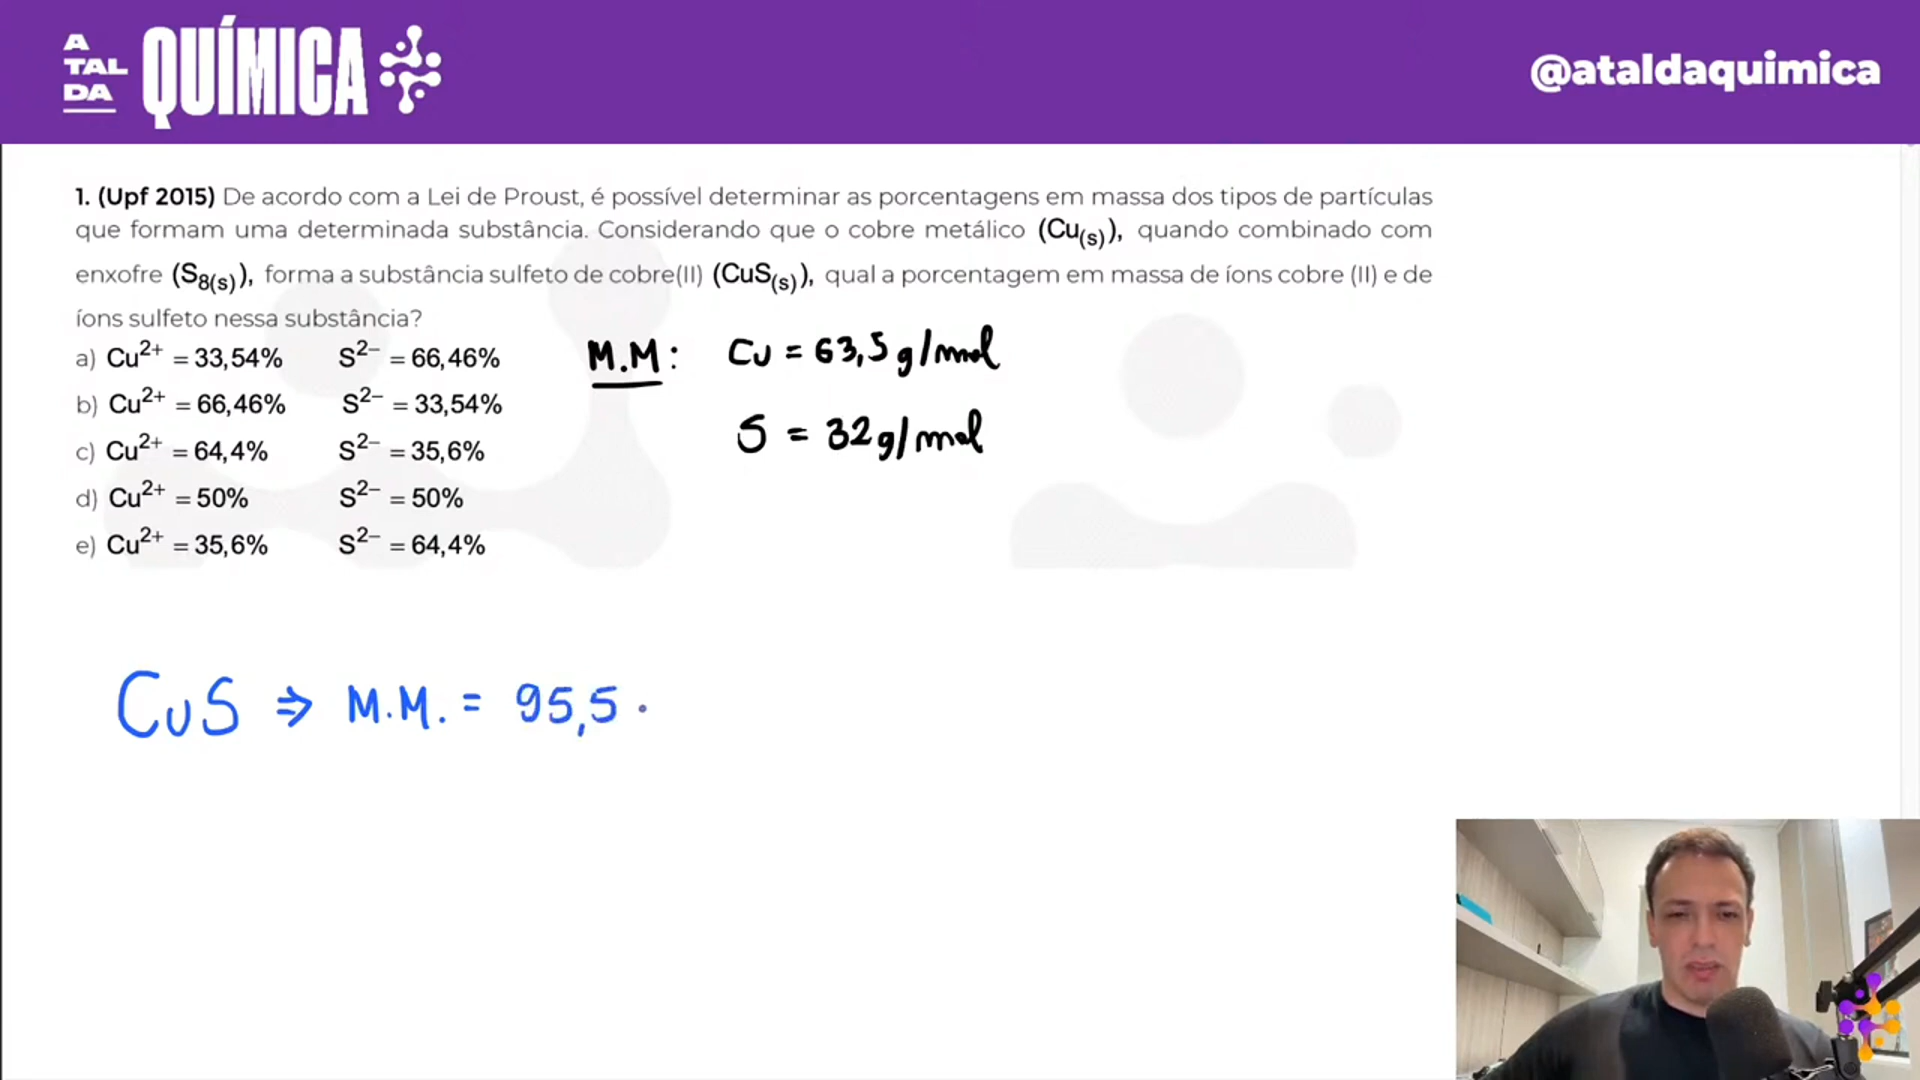 A
TAL
DA
QUÍMICA
@ataldaquimica
1. (Upf 2015) De acordo com a Lei de Proust, é possível determinar as porcentagens em massa dos tipos de partículas
que formam uma determinada substância. Considerando que o cobre metálico (Cu(s)), quando combinado com
enxofre (S8(s)), forma a substância sulfeto de cobre(II) (CuS(s)), qual a porcentagem em massa de íons cobre (II) e de
íons sulfeto nessa substância?
a) Cu2+ = 33,54% S2− = 66,46%
b) Cu2+ = 66,46% S2− = 33,54%
c) Cu2+ = 64,4% S2− = 35,6%
d) Cu2+ = 50% S2− = 50%
e) Cu2+ = 35,6% S2− = 64,4%
M.M: Cu = 63,5 g/mol
S = 32 g/mol
CuS ⇒ M.M. = 95,5